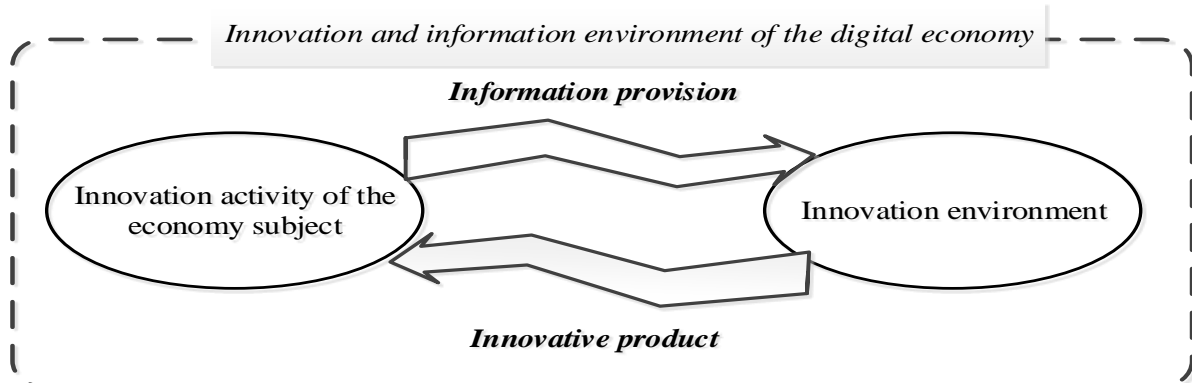 Innovation and information environment of the digital economy
Information provision
Innovation activity of the
economy subject
Innovation environment
Innovative product